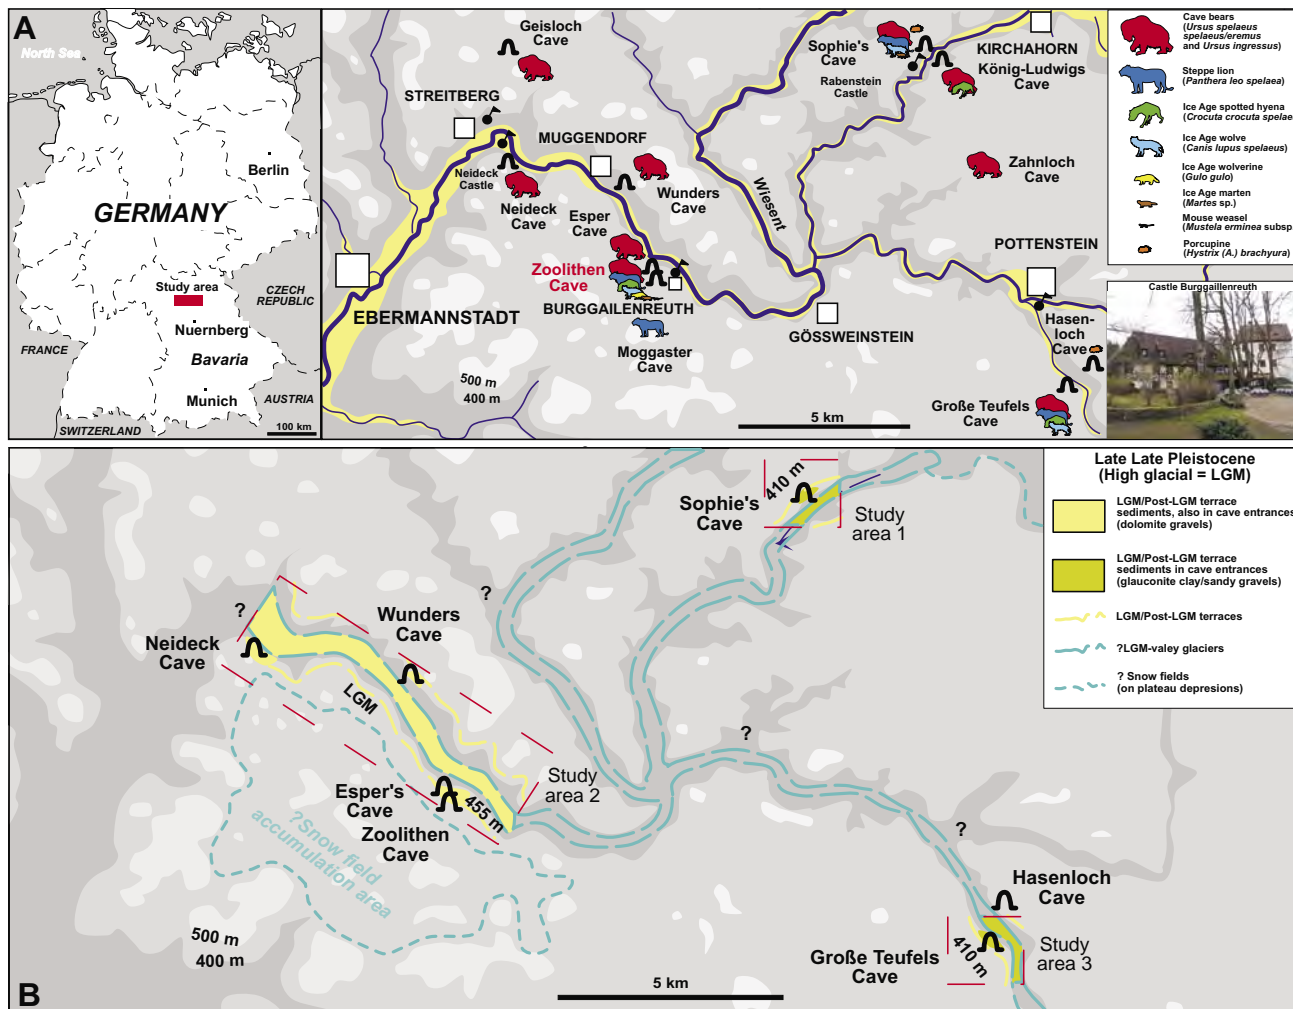 A
North Sea
Berlin
GERMANY
Study area
CZECH
REPUBLIC
Nuernberg
FRANCE
Bavaria
Munich
AUSTRIA
SWITZERLAND
100 km
Geisloch
Cave
STREITBERG
MUGGENDORF
Neideck
Castle
Neideck
Cave
Wunders
Cave
Esper
Cave
Zoolithen
Cave
BURGGAILENREUTH
EBERMANNSTADT
Moggaster
Cave
500 m
400 m
Sophie's
Cave
Rabenstein
Castle
KIRCHAHORN
König-Ludwigs
Cave
Zahnloch
Cave
Wiesent
POTTENSTEIN
GÖSSWEINSTEIN
Hasen-
loch
Cave
Große Teufels
Cave
5 km
Cave bears
(Ursus spelaeus
spelaeus/eremus
and Ursus ingressus)
Steppe lion
(Panthera leo spelaea)
Ice Age spotted hyena
(Crocuta crocuta spelae
Ice Age wolve
(Canis lupus spelaeus)
Ice Age wolverine
(Gulo gulo)
Ice Age marten
(Martes sp.)
Mouse weasel
(Mustela erminea subsp
Porcupine
(Hystrix (A.) brachyura)
Castle Burggaillenreuth
B
Sophie's
Cave
410 m
Study
area 1
?
?
Wunders
Cave
Neideck
Cave
LGM
Esper's
Cave
Zoolithen
Cave
455 m
Study
area 2
?Snow field
accumulation area
500 m
400 m
?
?
Hasenloch
Cave
Große Teufels
Cave
410 m
Study
area 3
5 km
Late Late Pleistocene
(High glacial = LGM)
LGM/Post-LGM terrace
sediments, also in cave entrances
(dolomite gravels)
LGM/Post-LGM terrace
sediments in cave entrances
(glauconite clay/sandy gravels)
LGM/Post-LGM terraces
?LGM-valey glaciers
? Snow fields
(on plateau depresions)